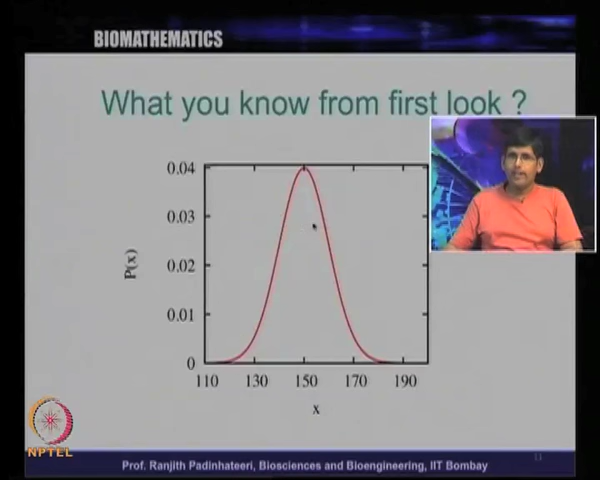 BIOMATHEMATICS
What you know from first look ?
0.04
0.03
0.02
0.01
0
P(x)
110 130 150 170 190
x
NPTEL
Prof. Ranjith Padinhateeri, Biosciences and Bioengineering, IIT Bombay